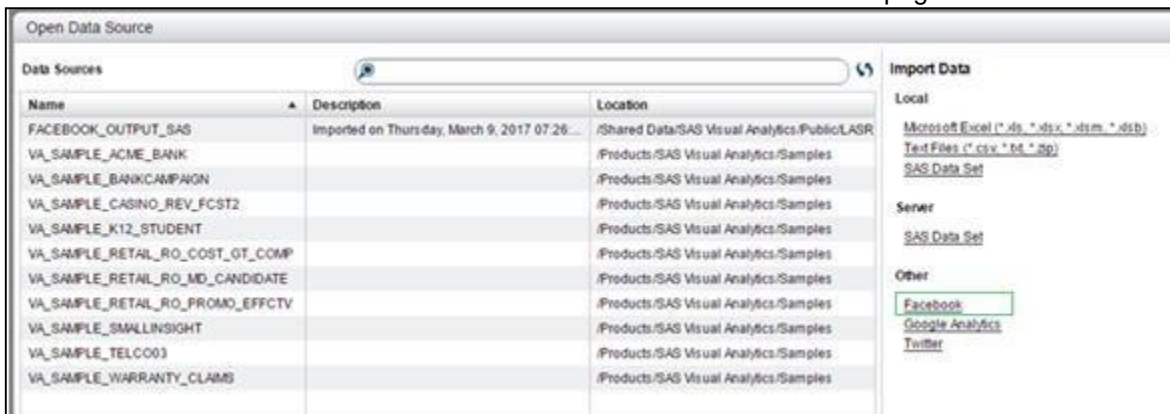 Open Data Source
Data Sources
Name Description Location
FACEBOOK_OUTPUT_SAS Imported on Thursday, March 9, 2017 07:26:... /Shared Data/SAS Visual Analytics/Public/LASR
VA_SAMPLE_ACME_BANK /Products/SAS Visual Analytics/Samples
VA_SAMPLE_BANKCAMPAIGN /Products/SAS Visual Analytics/Samples
VA_SAMPLE_CASINO_REV_FCST2 /Products/SAS Visual Analytics/Samples
VA_SAMPLE_K12_STUDENT /Products/SAS Visual Analytics/Samples
VA_SAMPLE_RETAIL_RO_COST_GT_COMP /Products/SAS Visual Analytics/Samples
VA_SAMPLE_RETAIL_RO_MD_CANDIDATE /Products/SAS Visual Analytics/Samples
VA_SAMPLE_RETAIL_RO_PROMO_EFFCTV /Products/SAS Visual Analytics/Samples
VA_SAMPLE_SMALLINSIGHT /Products/SAS Visual Analytics/Samples
VA_SAMPLE_TELCO03 /Products/SAS Visual Analytics/Samples
VA_SAMPLE_WARRANTY_CLAIMS /Products/SAS Visual Analytics/Samples
Import Data
Local
Microsoft Excel (*.xls, *.xlsx, *.xlsm, *.xlsb)
Text Files (*.csv, *.txt, *.zip)
SAS Data Set
Server
SAS Data Set
Other
Facebook
Google Analytics
Twitter